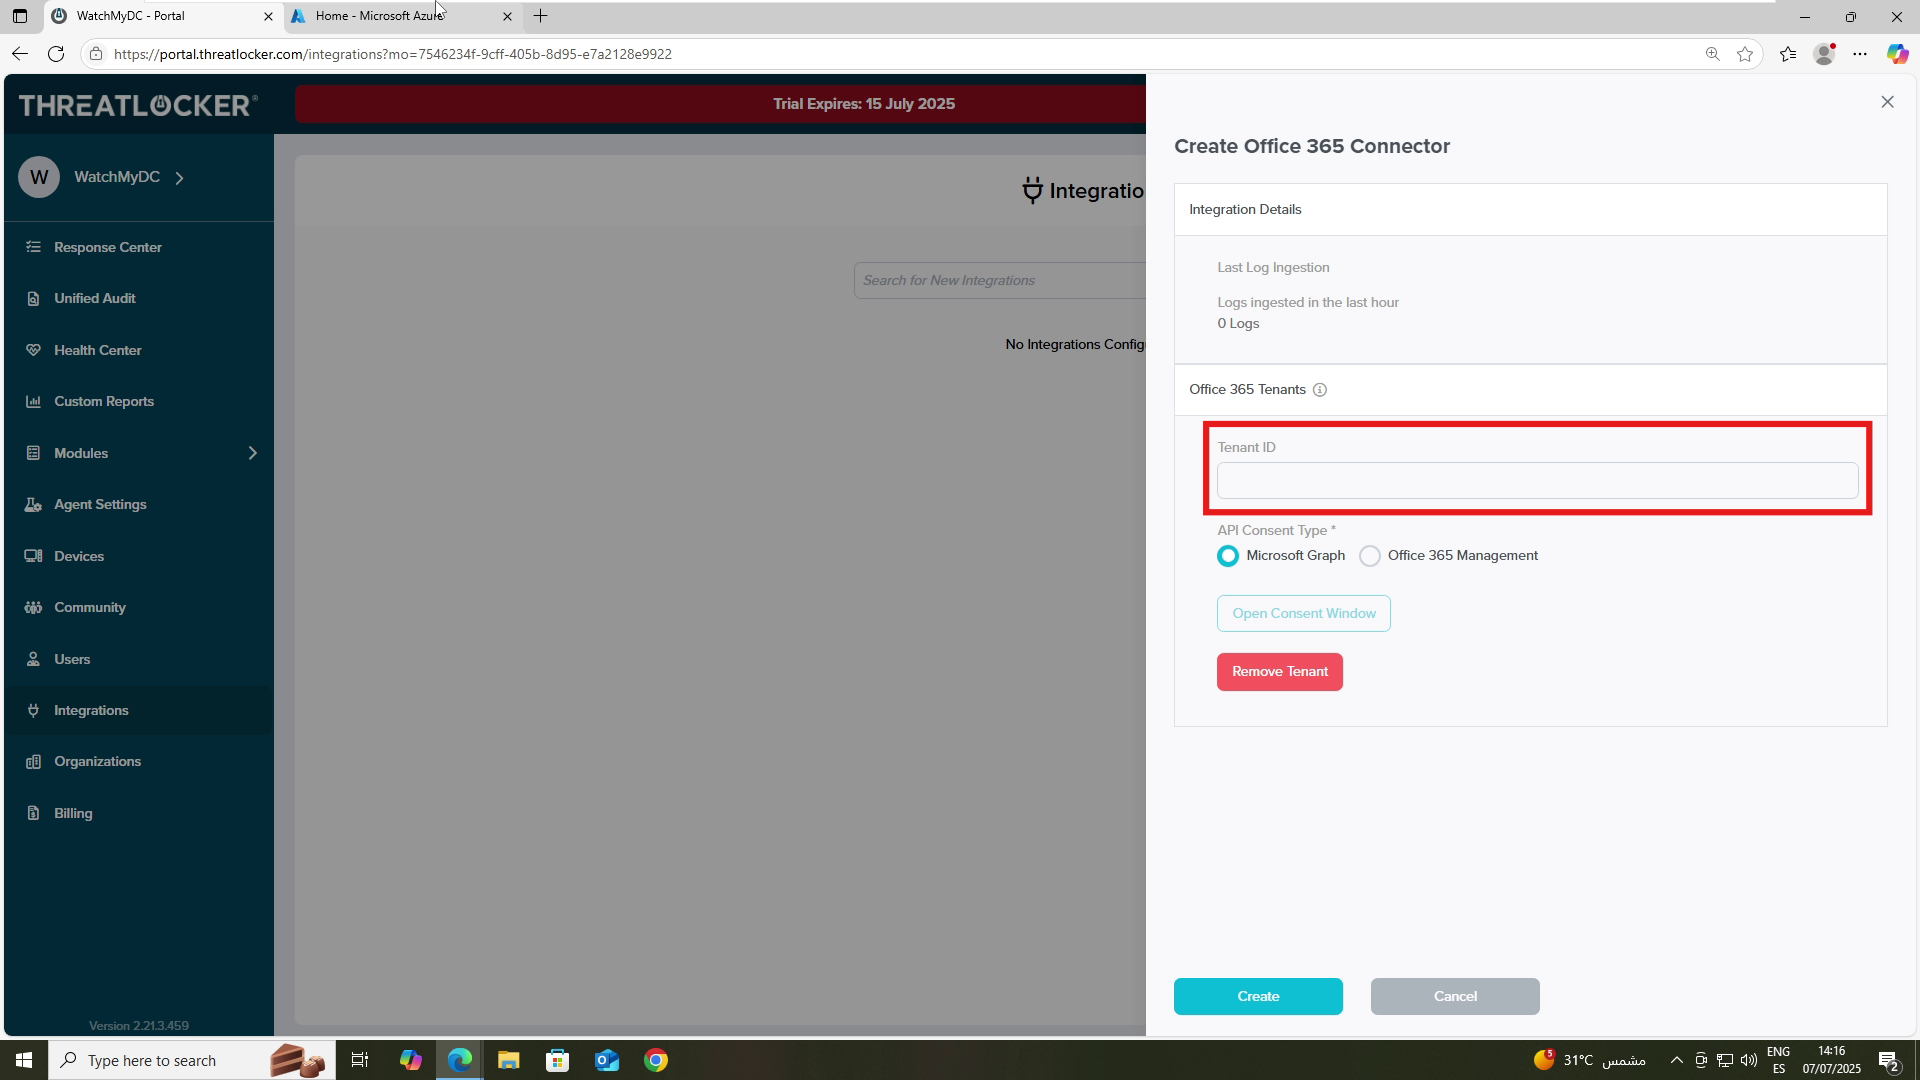 WatchMyDC - Portal
Home - Microsoft Azure
https://portal.threatlocker.com/integrations?mo=7546234f-9cff-405b-8d95-e7a2128e9922
THREATLOCKER®
Trial Expires: 15 July 2025
W
WatchMyDC
Response Center
Unified Audit
Health Center
Custom Reports
Modules
Agent Settings
Devices
Community
Users
Integrations
Organizations
Billing
Version 2.21.3.459
Integratio
Search for New Integrations
No Integrations Config
Create Office 365 Connector
Integration Details
Last Log Ingestion
Logs ingested in the last hour
0 Logs
Office 365 Tenants
Tenant ID
API Consent Type *
Microsoft Graph
Office 365 Management
Open Consent Window
Remove Tenant
Create
Cancel
Type here to search
5
31°C مشمس
ENG
ES
14:16
07/07/2025
2